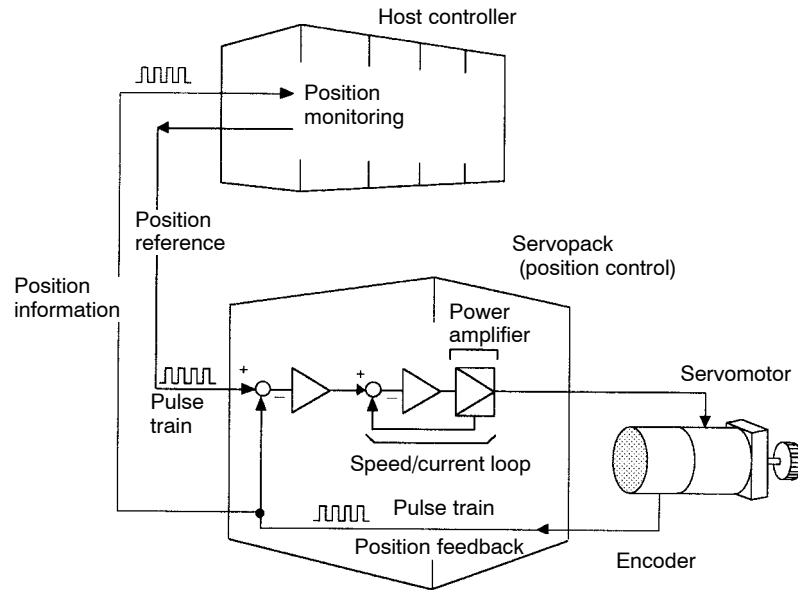 Host controller
Position
monitoring
Position
reference
Servopack
(position control)
Position
information
Power
amplifier
+
−
+
−
Servomotor
Pulse
train
Speed/current loop
Pulse train
Position feedback
Encoder